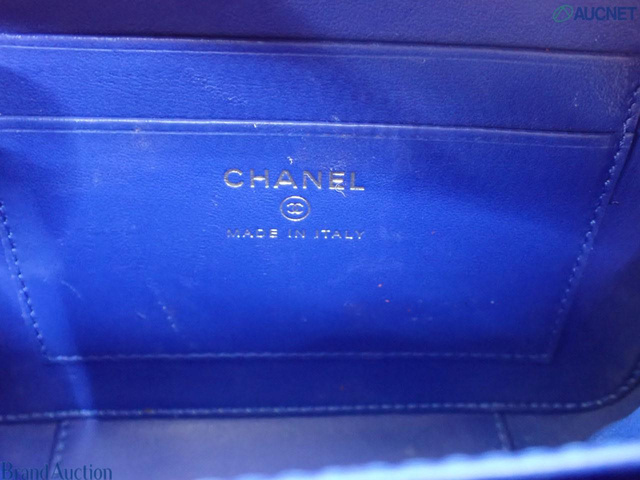 AUCNET
CHANEL
MADE IN ITALY
Brand Auction